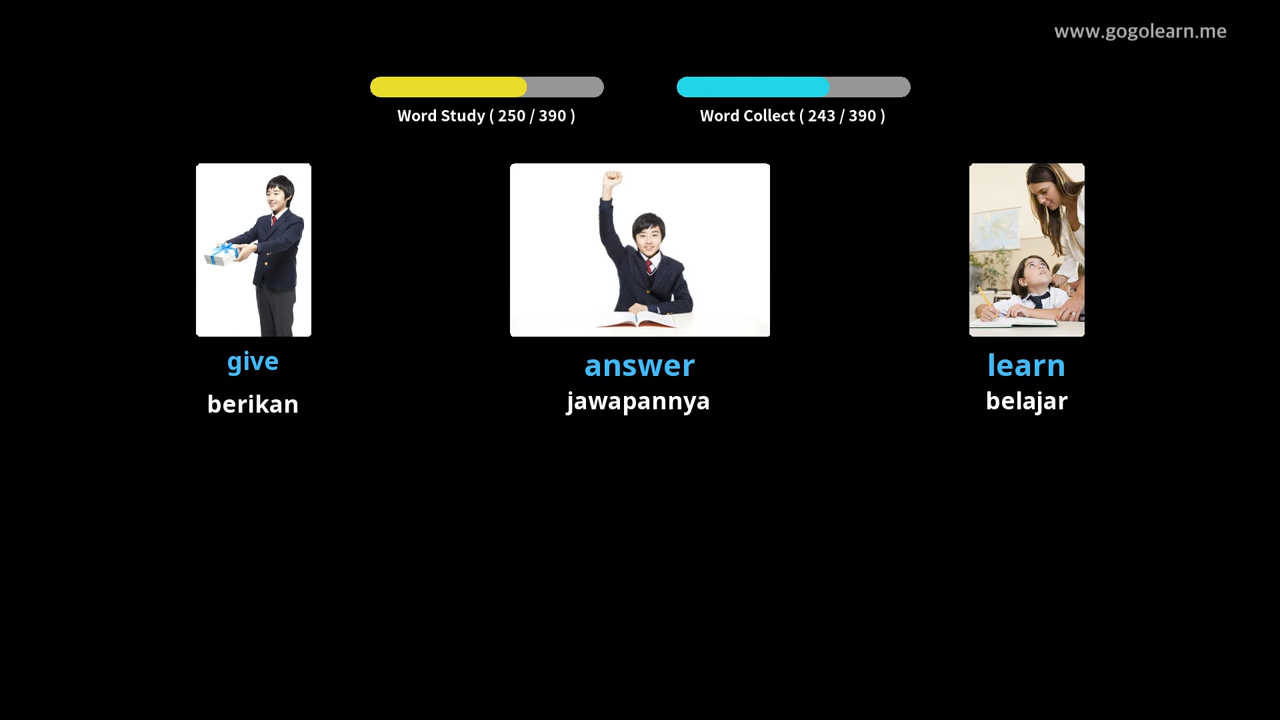 www.gogolearn.me
Word Study ( 250 / 390 )
Word Collect ( 243 / 390 )
give
berikan
answer
jawapannya
learn
belajar